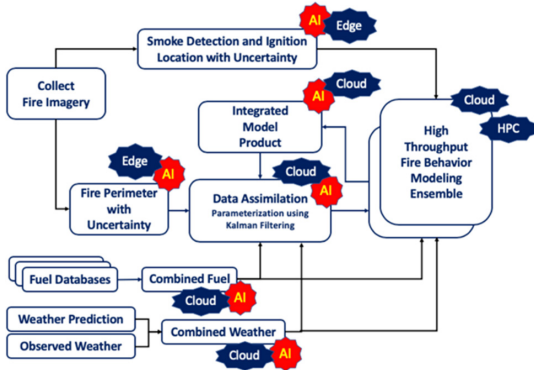 AI
Edge
Smoke Detection and Ignition
Location with Uncertainty
Collect
Fire Imagery
AI
Cloud
Integrated
Model
Product
Cloud
HPC
High
Throughput
Fire Behavior
Modeling
Ensemble
Edge
AI
Fire Perimeter
with
Uncertainty
Cloud
AI
Data Assimilation
Parameterization using
Kalman Filtering
Fuel Databases
Combined Fuel
Cloud
AI
Weather Prediction
Observed Weather
Combined Weather
Cloud
AI